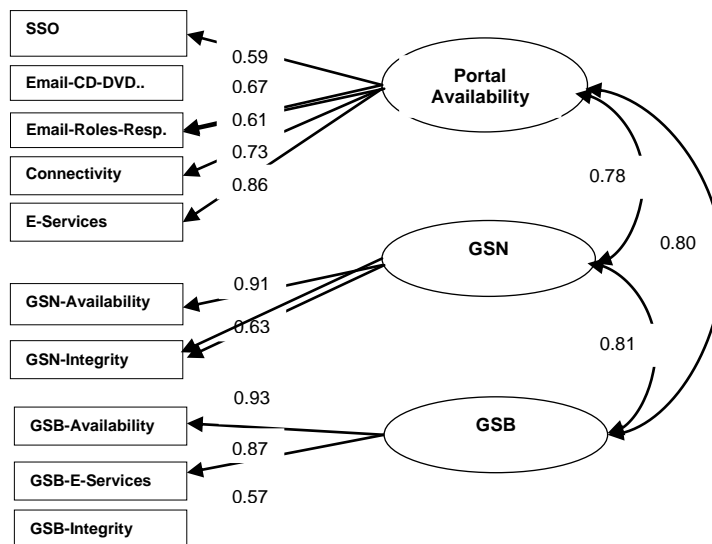 SSO
Email-CD-DVD..
Email-Roles-Resp.
Connectivity
E-Services
GSN-Availability
GSN-Integrity
GSB-Availability
GSB-E-Services
GSB-Integrity
0.59
0.67
0.61
0.73
0.86
0.91
0.63
0.93
0.87
0.57
Portal
Availability
GSN
GSB
0.78
0.80
0.81